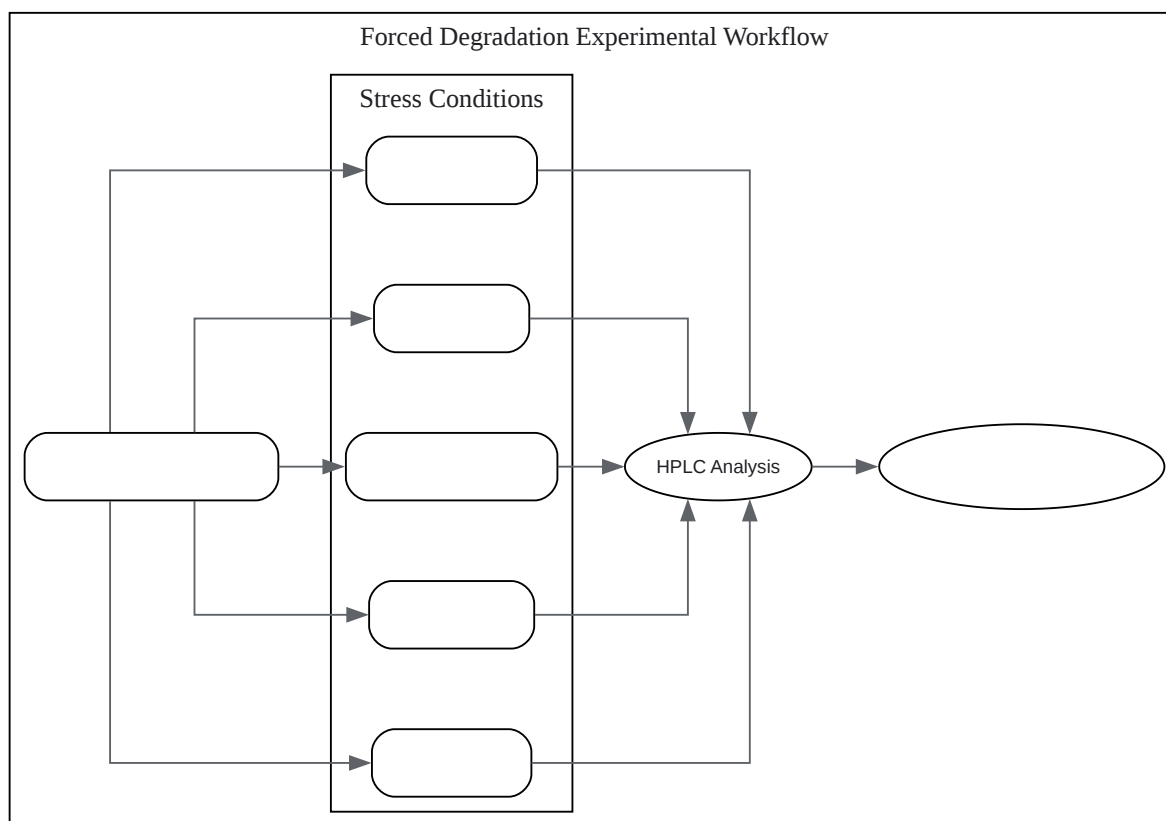 Forced Degradation Experimental Workflow
Stress Conditions
HPLC Analysis